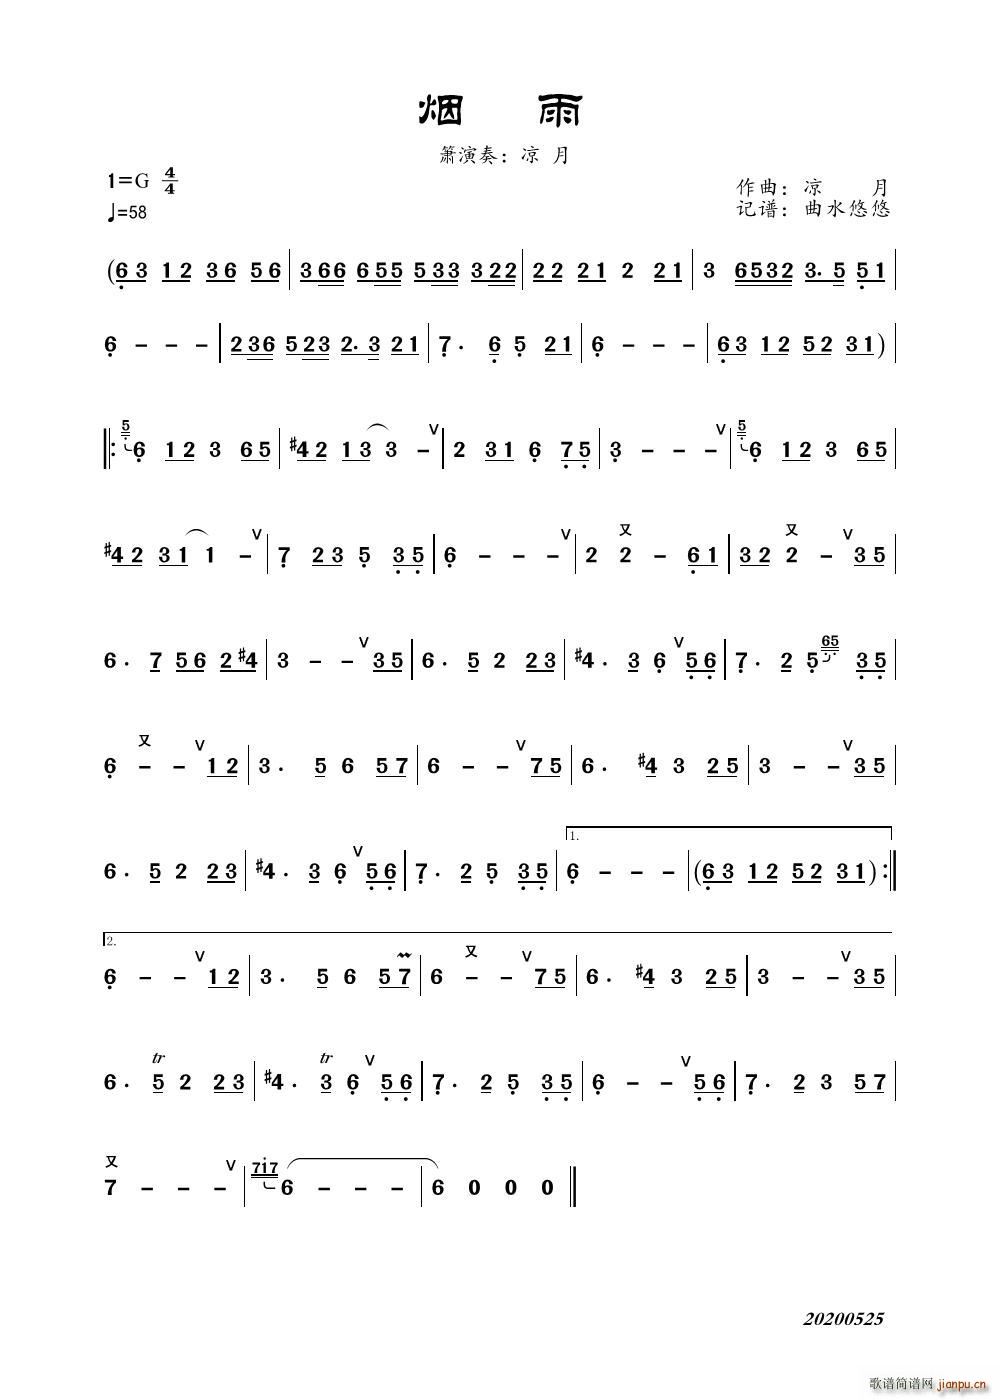 烟 雨
箫演奏：凉 月
1=G 4/4
作曲：凉 月
♩=58
记谱：曲水悠悠
(6 3 1 2 3 6 5 6 | 3 6 6 6 5 5 5 3 3 3 2 2 | 2 2 2 1 2 2 1 | 3 6 5 3 2 3. 5 5 1 |
6 - - - | 2 3 6 5 2 3 2. 3 2 1 | 7. 6 5 2 1 | 6 - - - | 6 3 1 2 5 2 3 1) |
‖: 5 6 1 2 3 6 5 | #4 2 1 3 3 - V | 2 3 1 6 7 5 | 3 - - - V | 5 6 1 2 3 6 5 |
#4 2 3 1 1 - V | 7 2 3 5 3 5 | 6 - - - V | 2 又 2 - 6 1 | 3 2 又 2 - V 3 5 |
6. 7 5 6 2 #4 | 3 - - V 3 5 | 6. 5 2 2 3 | #4. 3 6 V 5 6 | 7. 2 5 65 3 5 |
6 又 - - V 1 2 | 3. 5 6 5 7 | 6 - - V 7 5 | 6. #4 3 2 5 | 3 - - V 3 5 |
6. 5 2 2 3 | #4. 3 6 V 5 6 | 7. 2 5 3 5 | 1. 6 - - - | (6 3 1 2 5 2 3 1) :‖
2. 6 - - V 1 2 | 3. 5 6 5 7 | 6 又 - - V 7 5 | 6. #4 3 2 5 | 3 - - V 3 5 |
6. tr 5 2 2 3 | #4. tr 3 6 V 5 6 | 7. 2 5 3 5 | 6 - - V 5 6 | 7. 2 3 5 7 |
又 7 - - - V | 717 6 - - - | 6 0 0 0 ‖
20200525
歌谱简谱网 jianpu.cn